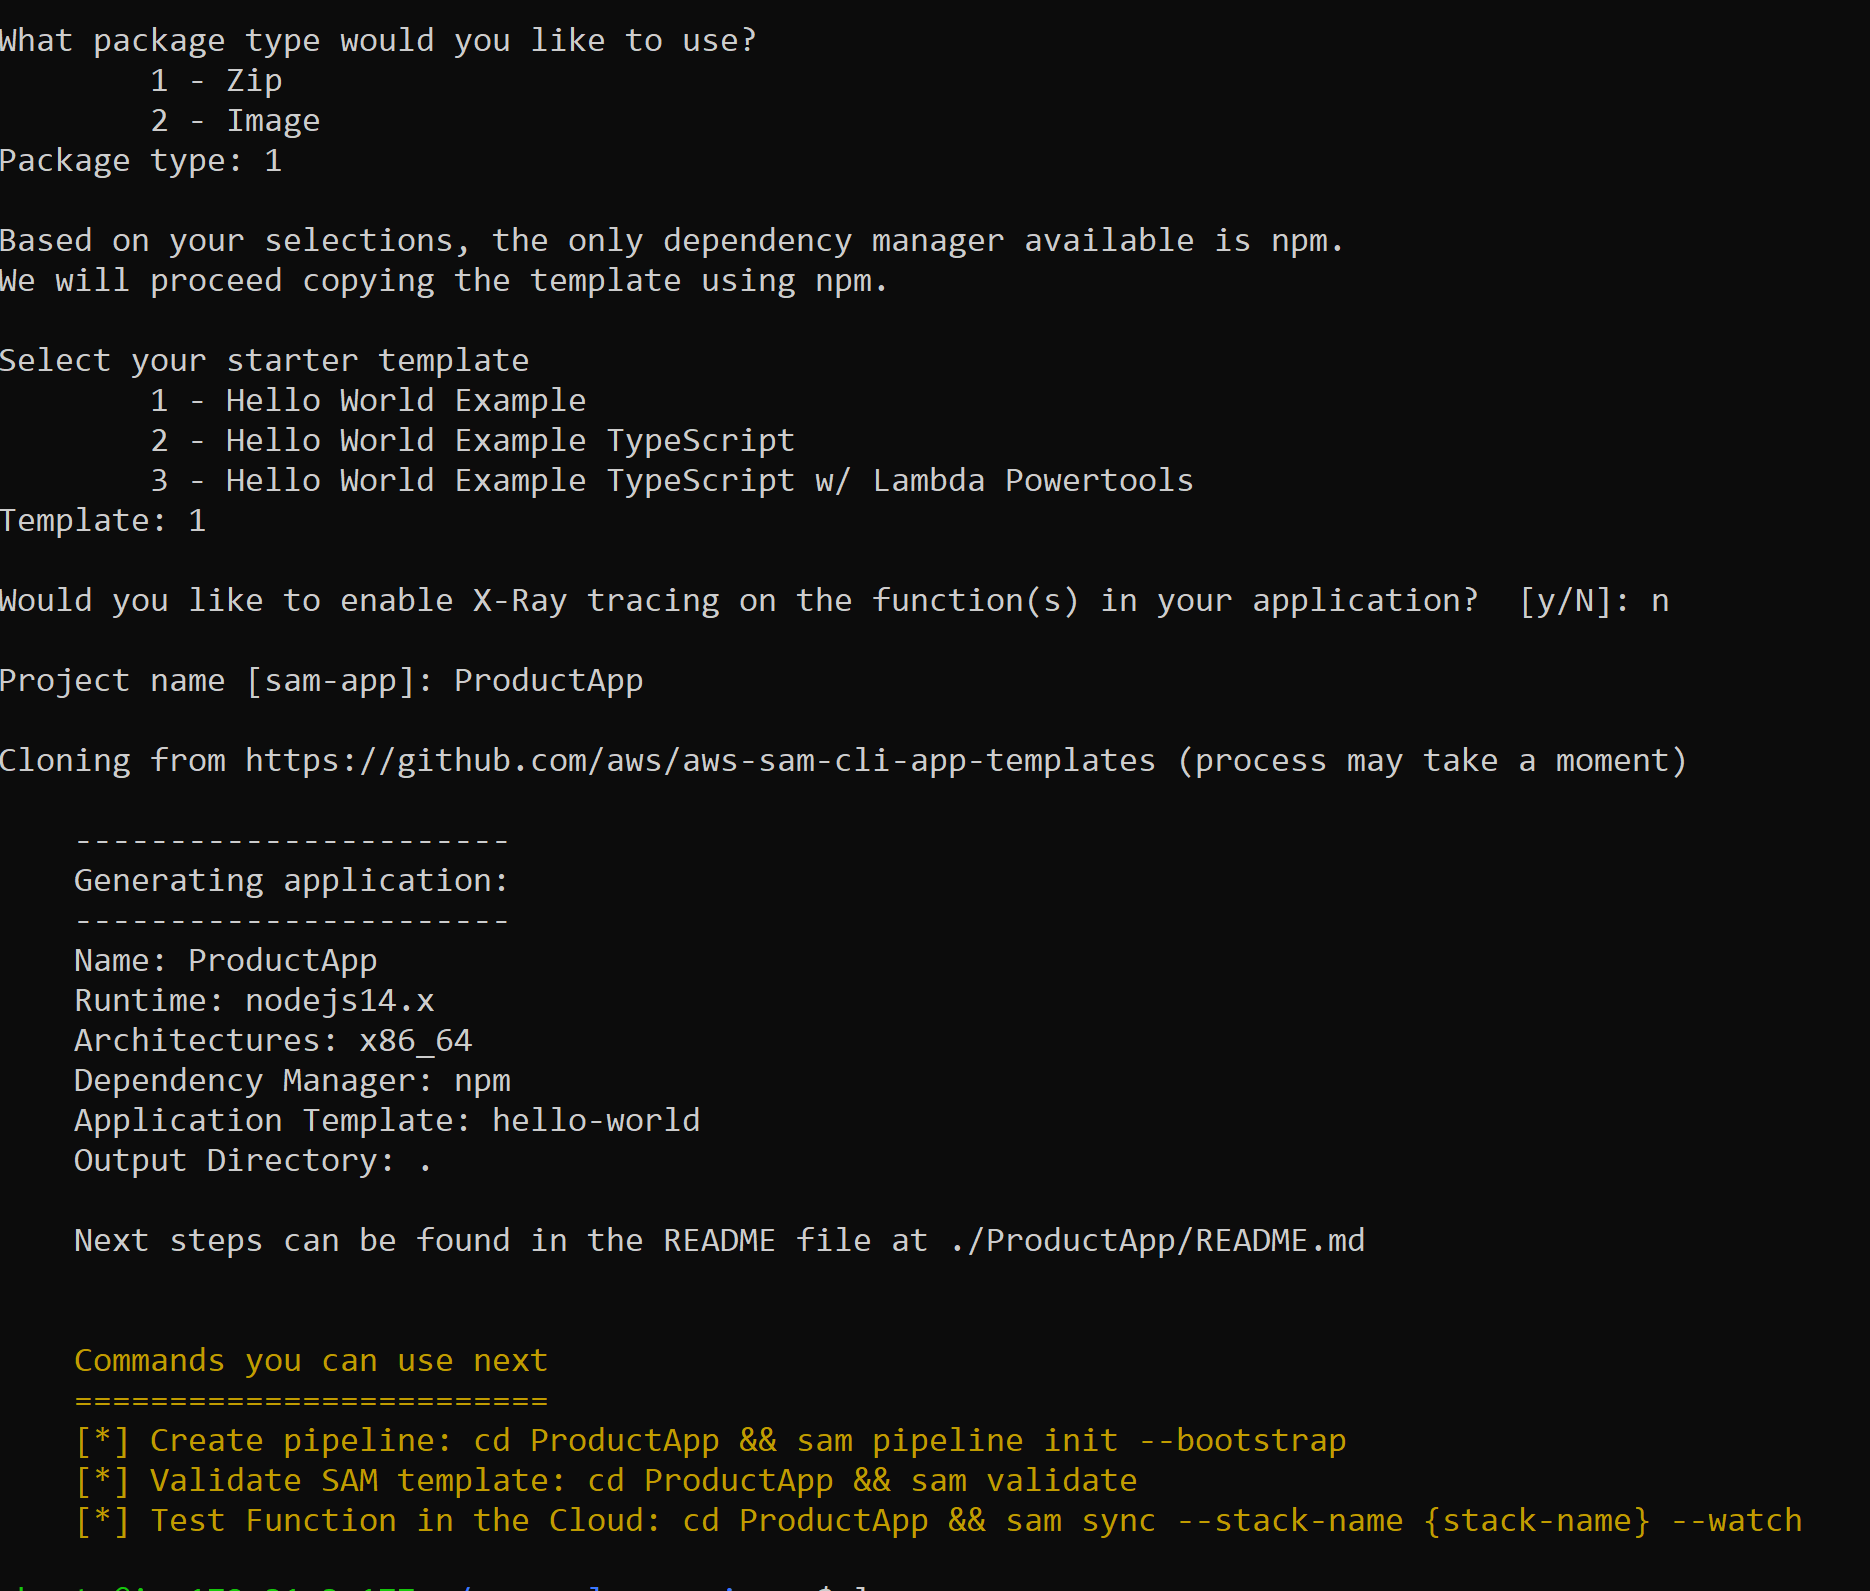 What package type would you like to use?
1 - Zip
2 - Image
Package type: 1
Based on your selections, the only dependency manager available is npm.
We will proceed copying the template using npm.
Select your starter template
1 - Hello World Example
2 - Hello World Example TypeScript
3 - Hello World Example TypeScript w/ Lambda Powertools
Template: 1
Would you like to enable X-Ray tracing on the function(s) in your application?  [y/N]: n
Project name [sam-app]: ProductApp
Cloning from https://github.com/aws/aws-sam-cli-app-templates (process may take a moment)
-----------------------
Generating application:
-----------------------
Name: ProductApp
Runtime: nodejs14.x
Architectures: x86_64
Dependency Manager: npm
Application Template: hello-world
Output Directory: .
Next steps can be found in the README file at ./ProductApp/README.md
Commands you can use next
=========================
[*] Create pipeline: cd ProductApp && sam pipeline init --bootstrap
[*] Validate SAM template: cd ProductApp && sam validate
[*] Test Function in the Cloud: cd ProductApp && sam sync --stack-name {stack-name} --watch